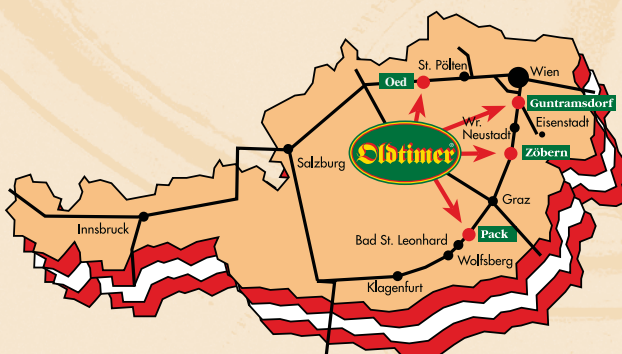 St. Pölten
Wien
Oed
Guntramsdorf
Wr.
Neustadt
Eisenstadt
Oldtimer®
Zöbern
Salzburg
Graz
Innsbruck
Pack
Bad St. Leonhard
Wolfsberg
Klagenfurt